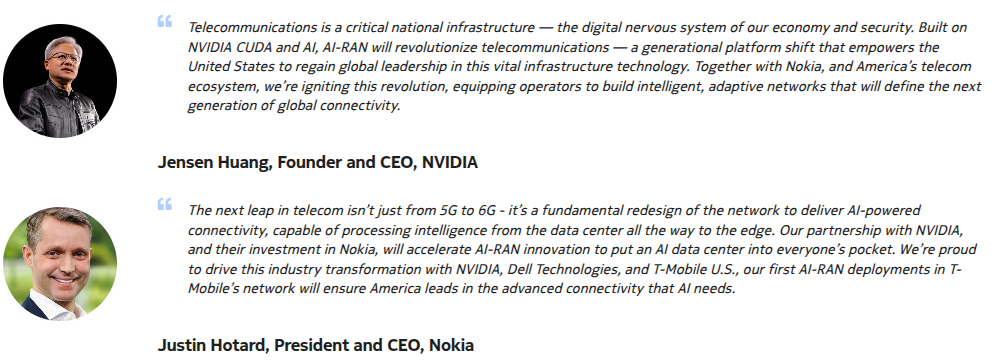 Telecommunications is a critical national infrastructure — the digital nervous system of our economy and security. Built on
NVIDIA CUDA and AI, AI-RAN will revolutionize telecommunications — a generational platform shift that empowers the
United States to regain global leadership in this vital infrastructure technology. Together with Nokia, and America’s telecom
ecosystem, we’re igniting this revolution, equipping operators to build intelligent, adaptive networks that will define the next
generation of global connectivity.
Jensen Huang, Founder and CEO, NVIDIA
The next leap in telecom isn’t just from 5G to 6G - it’s a fundamental redesign of the network to deliver AI-powered
connectivity, capable of processing intelligence from the data center all the way to the edge. Our partnership with NVIDIA,
and their investment in Nokia, will accelerate AI-RAN innovation to put an AI data center into everyone’s pocket. We’re proud
to drive this industry transformation with NVIDIA, Dell Technologies, and T-Mobile U.S., our first AI-RAN deployments in T-
Mobile’s network will ensure America leads in the advanced connectivity that AI needs.
Justin Hotard, President and CEO, Nokia